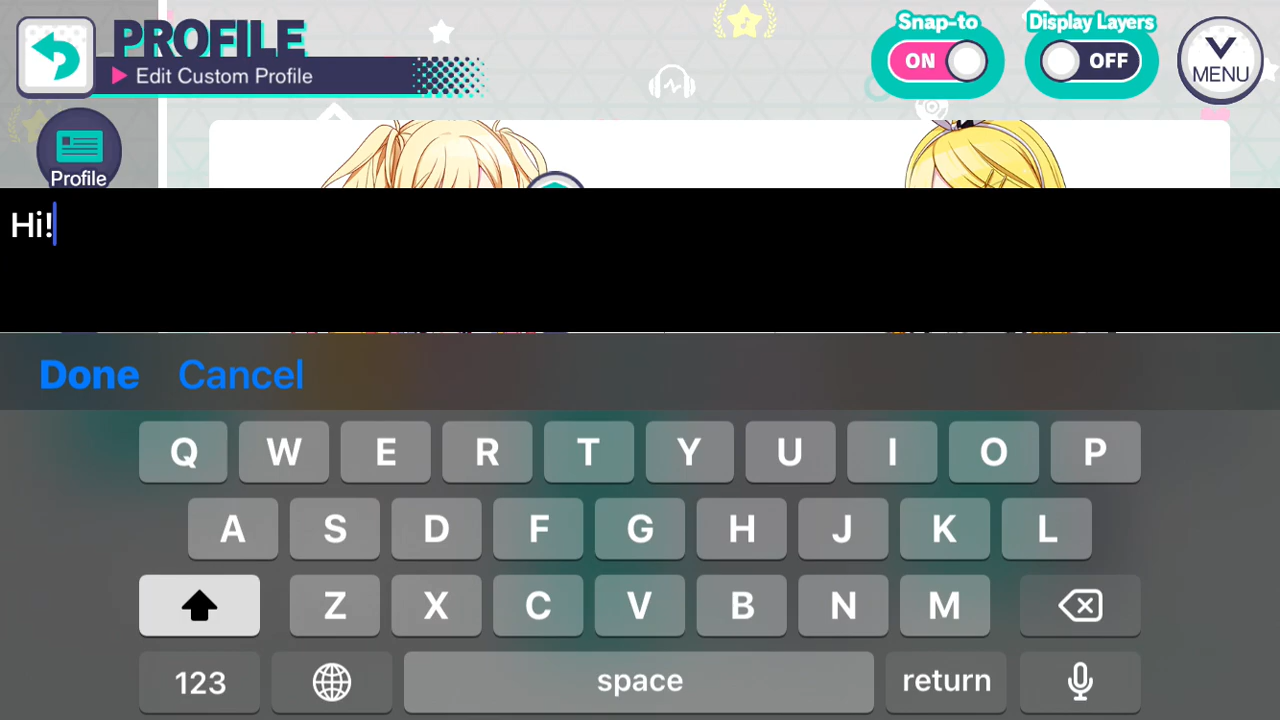 PROFILE
Edit Custom Profile
Snap-to
ON
Display Layers
OFF
MENU
Profile
Hi!
Done Cancel
Q W E R T Y U I O P
A S D F G H J K L
Z X C V B N M
123 space return